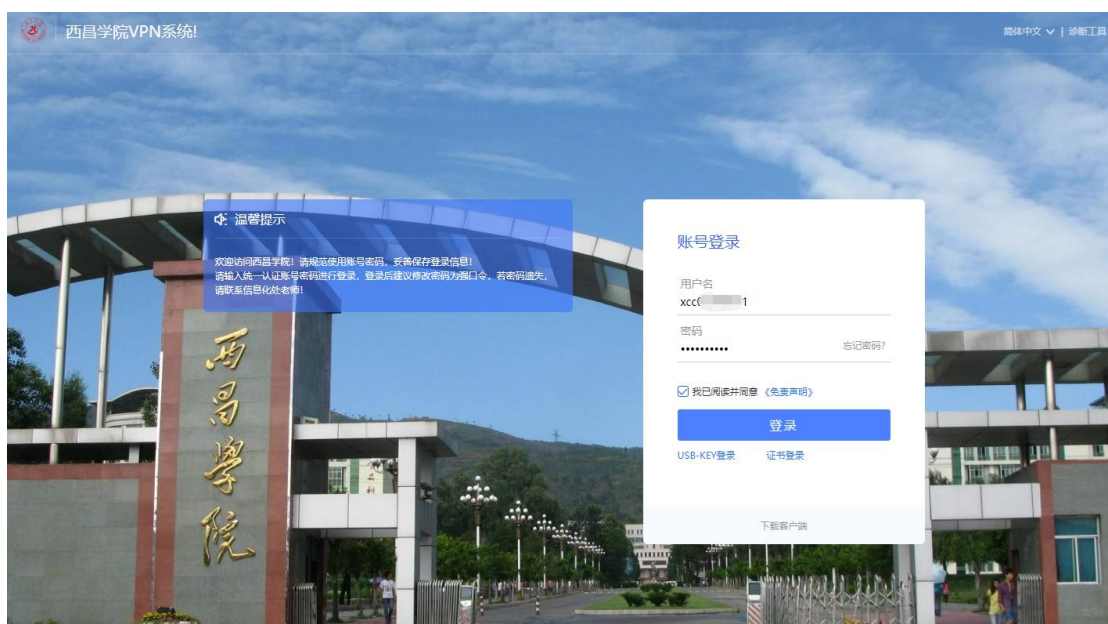 西昌学院VPN系统!
简体中文 | 诊断工具
温馨提示
欢迎访问西昌学院！请规范使用账号密码，妥善保存登录信息！
请输入统一认证账号密码进行登录，登录后建议修改密码为强口令，若密码遗失，
请联系信息化处老师！
账号登录
用户名
xcc 1
密码
忘记密码?
我已阅读并同意《免责声明》
登录
USB-KEY登录 证书登录
下载客户端
西昌學院